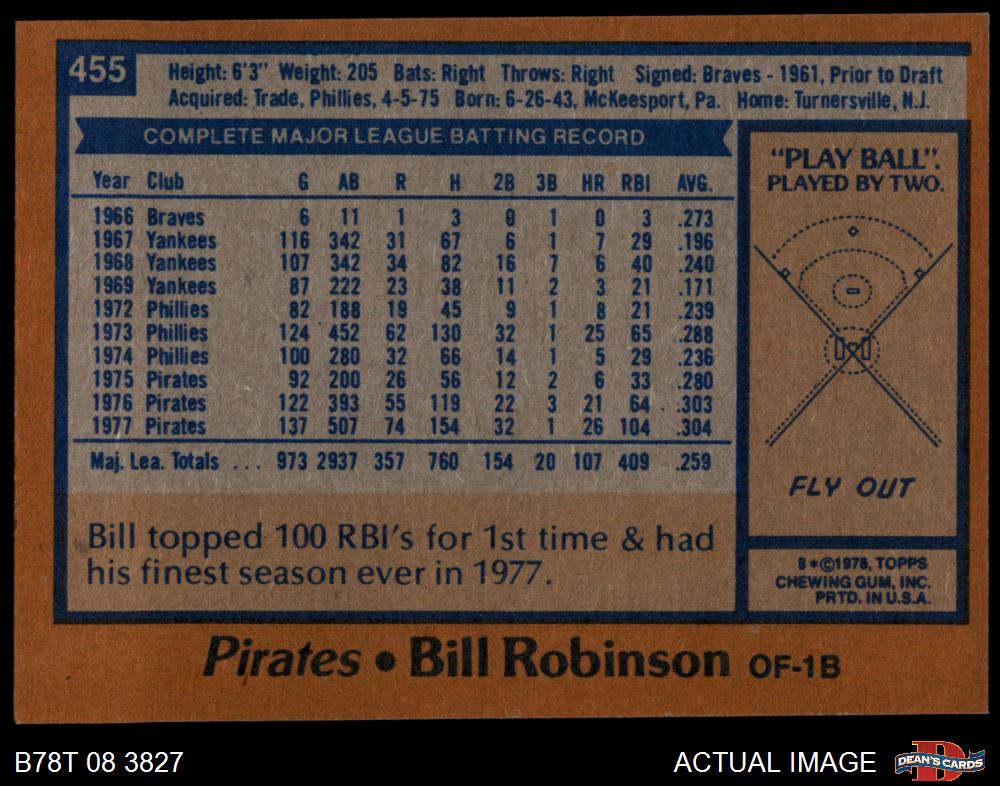 455
Height: 6'3" Weight: 205 Bats: Right Throws: Right Signed: Braves - 1961, Prior to Draft
Acquired: Trade, Phillies, 4-5-75 Born: 6-26-43, McKeesport, Pa. Home: Turnersville, N.J.
COMPLETE MAJOR LEAGUE BATTING RECORD
Year Club G AB R H 2B 3B HR RBI AVG.
1966 Braves 6 11 1 3 0 1 0 3 .273
1967 Yankees 116 342 31 67 6 1 7 29 .196
1968 Yankees 107 342 34 82 16 7 6 40 .240
1969 Yankees 87 222 23 38 11 2 3 21 .171
1972 Phillies 82 188 19 45 9 1 8 21 .239
1973 Phillies 124 452 62 130 32 1 25 65 .288
1974 Phillies 100 280 32 66 14 1 5 29 .236
1975 Pirates 92 200 26 56 12 2 6 33 .280
1976 Pirates 122 393 55 119 22 3 21 64 .303
1977 Pirates 137 507 74 154 32 1 26 104 .304
Maj. Lea. Totals ... 973 2937 357 760 154 20 107 409 .259
Bill topped 100 RBI's for 1st time & had
his finest season ever in 1977.
"PLAY BALL".
PLAYED BY TWO.
FLY OUT
B*©1978, TOPPS
CHEWING GUM, INC.
PRTD. IN U.S.A.
Pirates • Bill Robinson OF-1B
B78T 08 3827
ACTUAL IMAGE
D
DEAN'S CARDS